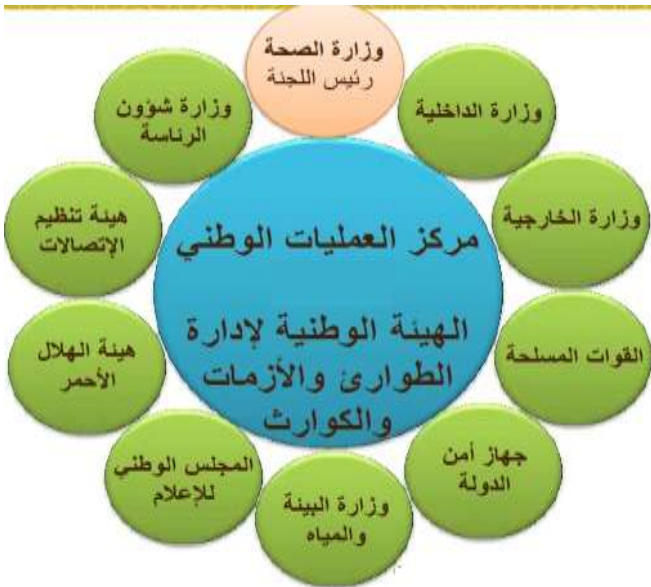 وزارة الصحة
رئيس اللجنة
وزارة الداخلية
وزارة الخارجية
القوات المسلحة
جهاز أمن
الدولة
وزارة البيئة
والمياه
المجلس الوطني
للإعلام
هيئة الهلال
الأحمر
هيئة تنظيم
الإتصالات
وزارة شؤون
الرئاسة
مركز العمليات الوطني
الهيئة الوطنية لإدارة
الطوارئ والأزمات
والكوارث